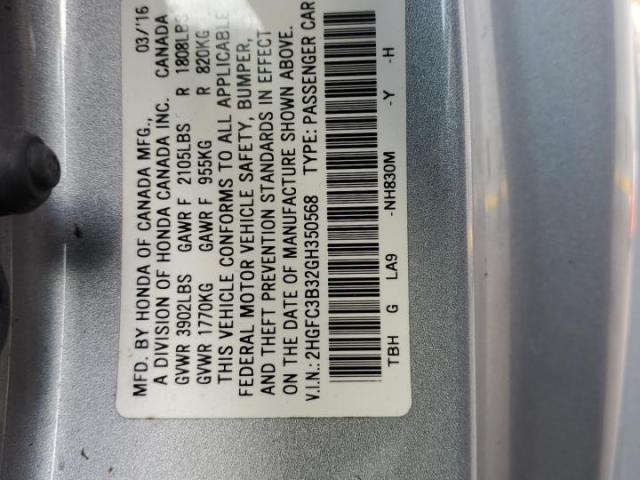 MFD. BY HONDA OF CANADA MFG., 03/16
A DIVISION OF HONDA CANADA INC. CANADA
GVWR 3902LBS GAWR F 2105LBS R 1808LBS
GVWR 1770KG GAWR F 955KG R 820KG
THIS VEHICLE CONFORMS TO ALL APPLICABLE
FEDERAL MOTOR VEHICLE SAFETY, BUMPER,
AND THEFT PREVENTION STANDARDS IN EFFECT
ON THE DATE OF MANUFACTURE SHOWN ABOVE.
V.I.N.: 2HGFC3B32GH350568 TYPE: PASSENGER CAR
TBH G LA9 -NH830M -Y -H